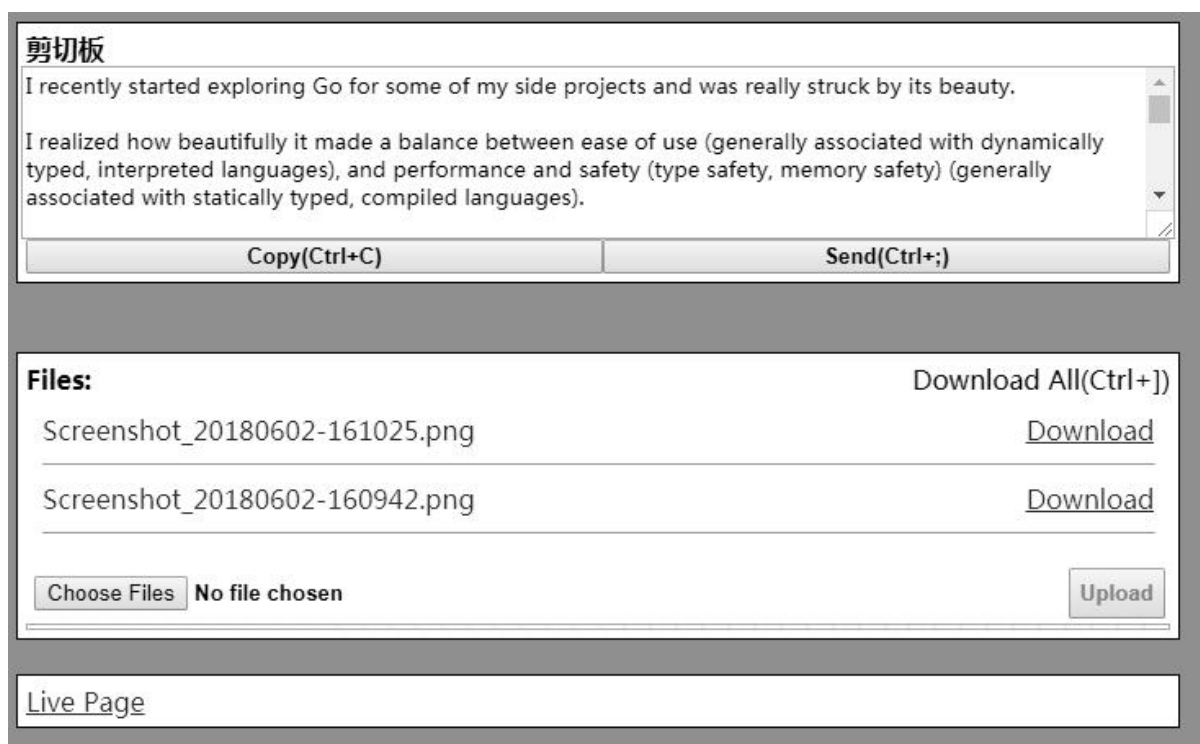 剪切板
I recently started exploring Go for some of my side projects and was really struck by its beauty.
I realized how beautifully it made a balance between ease of use (generally associated with dynamically
typed, interpreted languages), and performance and safety (type safety, memory safety) (generally
associated with statically typed, compiled languages).
Copy(Ctrl+C) Send(Ctrl+;)
Files: Download All(Ctrl+])
Screenshot_20180602-161025.png Download
Screenshot_20180602-160942.png Download
Choose Files No file chosen Upload
Live Page